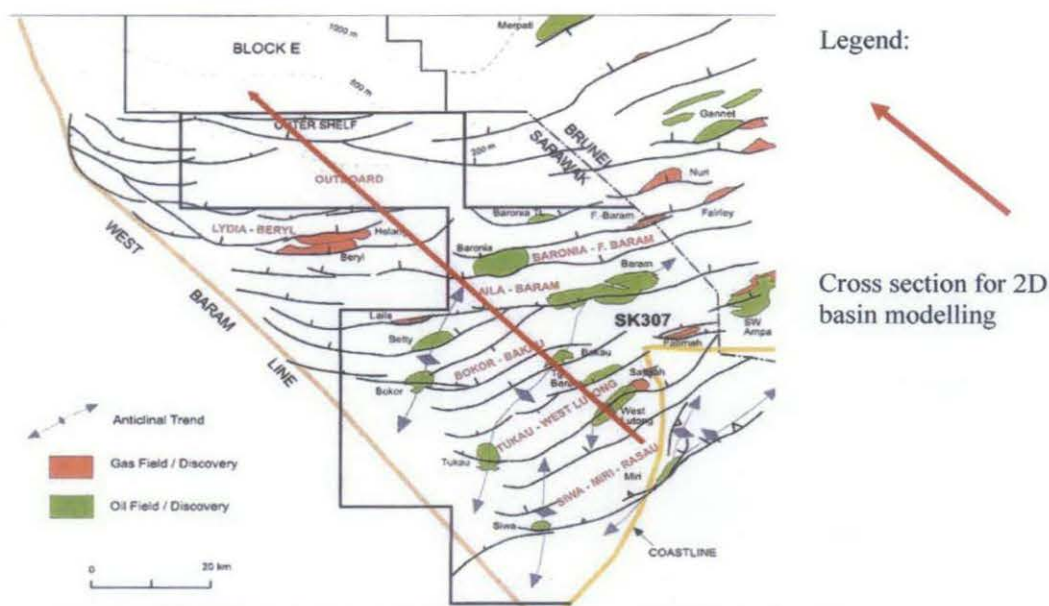 Merpati
1000 m
BLOCK E
Legend:
500 m
Gannet
OUTER SHELF
200 m
BRUNEI
SARAWAK
OUTBOARD
Nuri
Baronia
F. Baram
Fairley
LYDIA - BERYL
Helang
Beryl
WEST
BARAM
LINE
Baronia
BARONIA - F. BARAM
Baram
LAILA - BARAM
Cross section for 2D
basin modelling
SK307
SW
Ampa
Laila
Fatimah
Betty
BOKOR - BAKAU
Bakau
Bokor
TUKAU - WEST LUTONG
West
Lutong
Anticlinal Trend
Tukau
SIWA - MIRI - RASAU
Miri
Gas Field / Discovery
Oil Field / Discovery
Siwa
COASTLINE
0
20 km